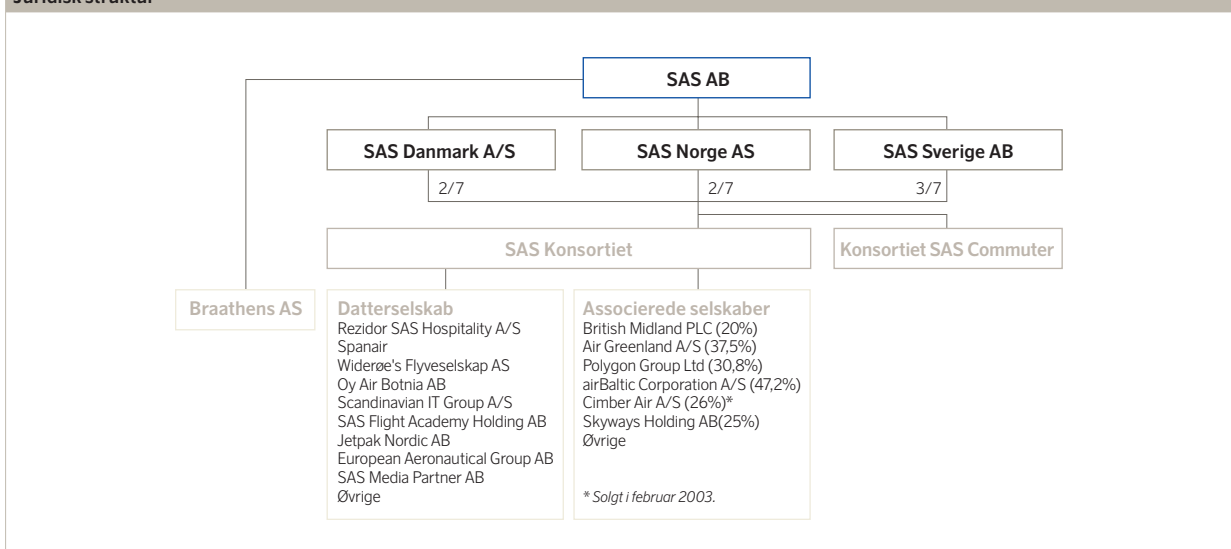 SAS AB
SAS Danmark A/S
SAS Norge AS
SAS Sverige AB
2/7
2/7
3/7
SAS Konsortiet
Konsortiet SAS Commuter
Braathens AS
Datterselskab
Rezidor SAS Hospitality A/S
Spanair
Widerøe's Flyveselskap AS
Oy Air Botnia AB
Scandinavian IT Group A/S
SAS Flight Academy Holding AB
Jetpak Nordic AB
European Aeronautical Group AB
SAS Media Partner AB
Øvrige
Associerede selskaber
British Midland PLC (20%)
Air Greenland A/S (37,5%)
Polygon Group Ltd (30,8%)
airBaltic Corporation A/S (47,2%)
Cimber Air A/S (26%)*
Skyways Holding AB(25%)
Øvrige
* Solgt i februar 2003.